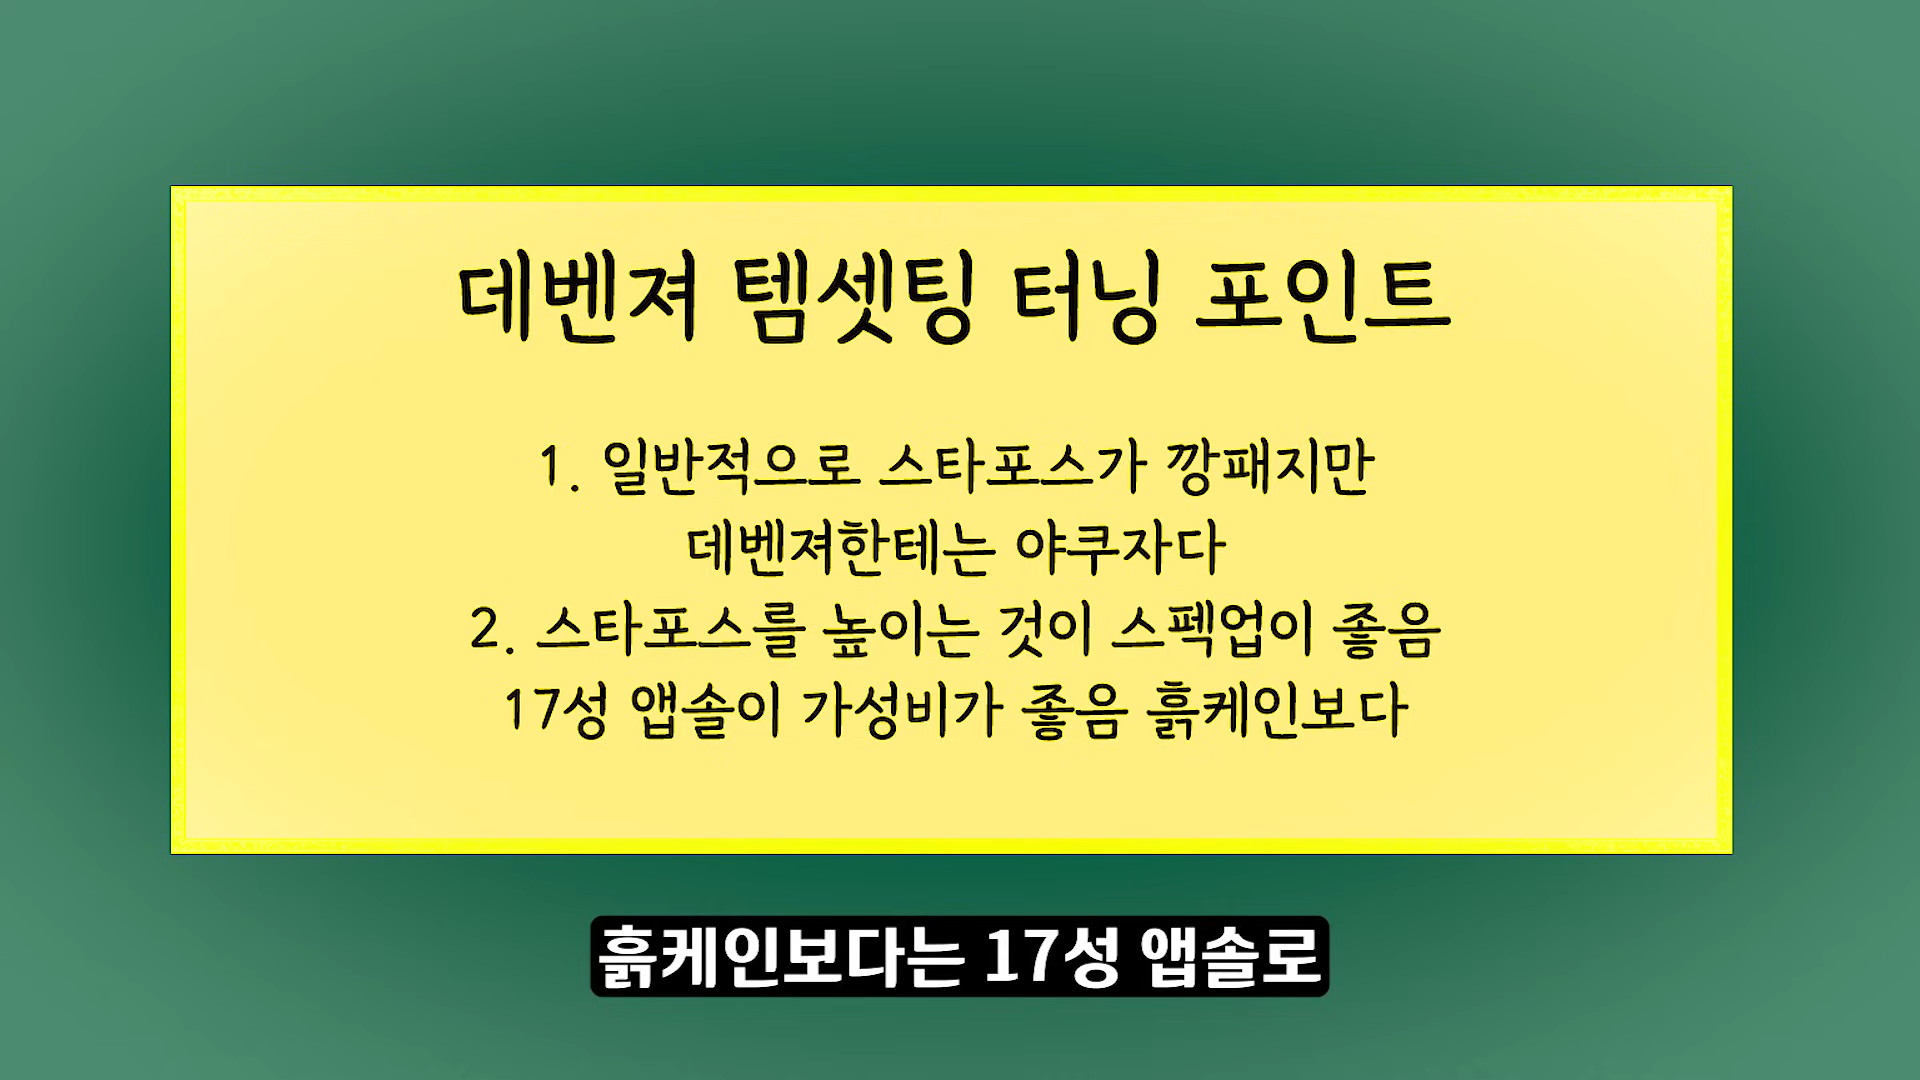 데벤져 템셋팅 터닝 포인트
1. 일반적으로 스타포스가 깡패지만
데벤져한테는 야쿠자다
2. 스타포스를 높이는 것이 스펙업이 좋음
17성 앱솔이 가성비가 좋음 흙케인보다
흙케인보다는 17성 앱솔로